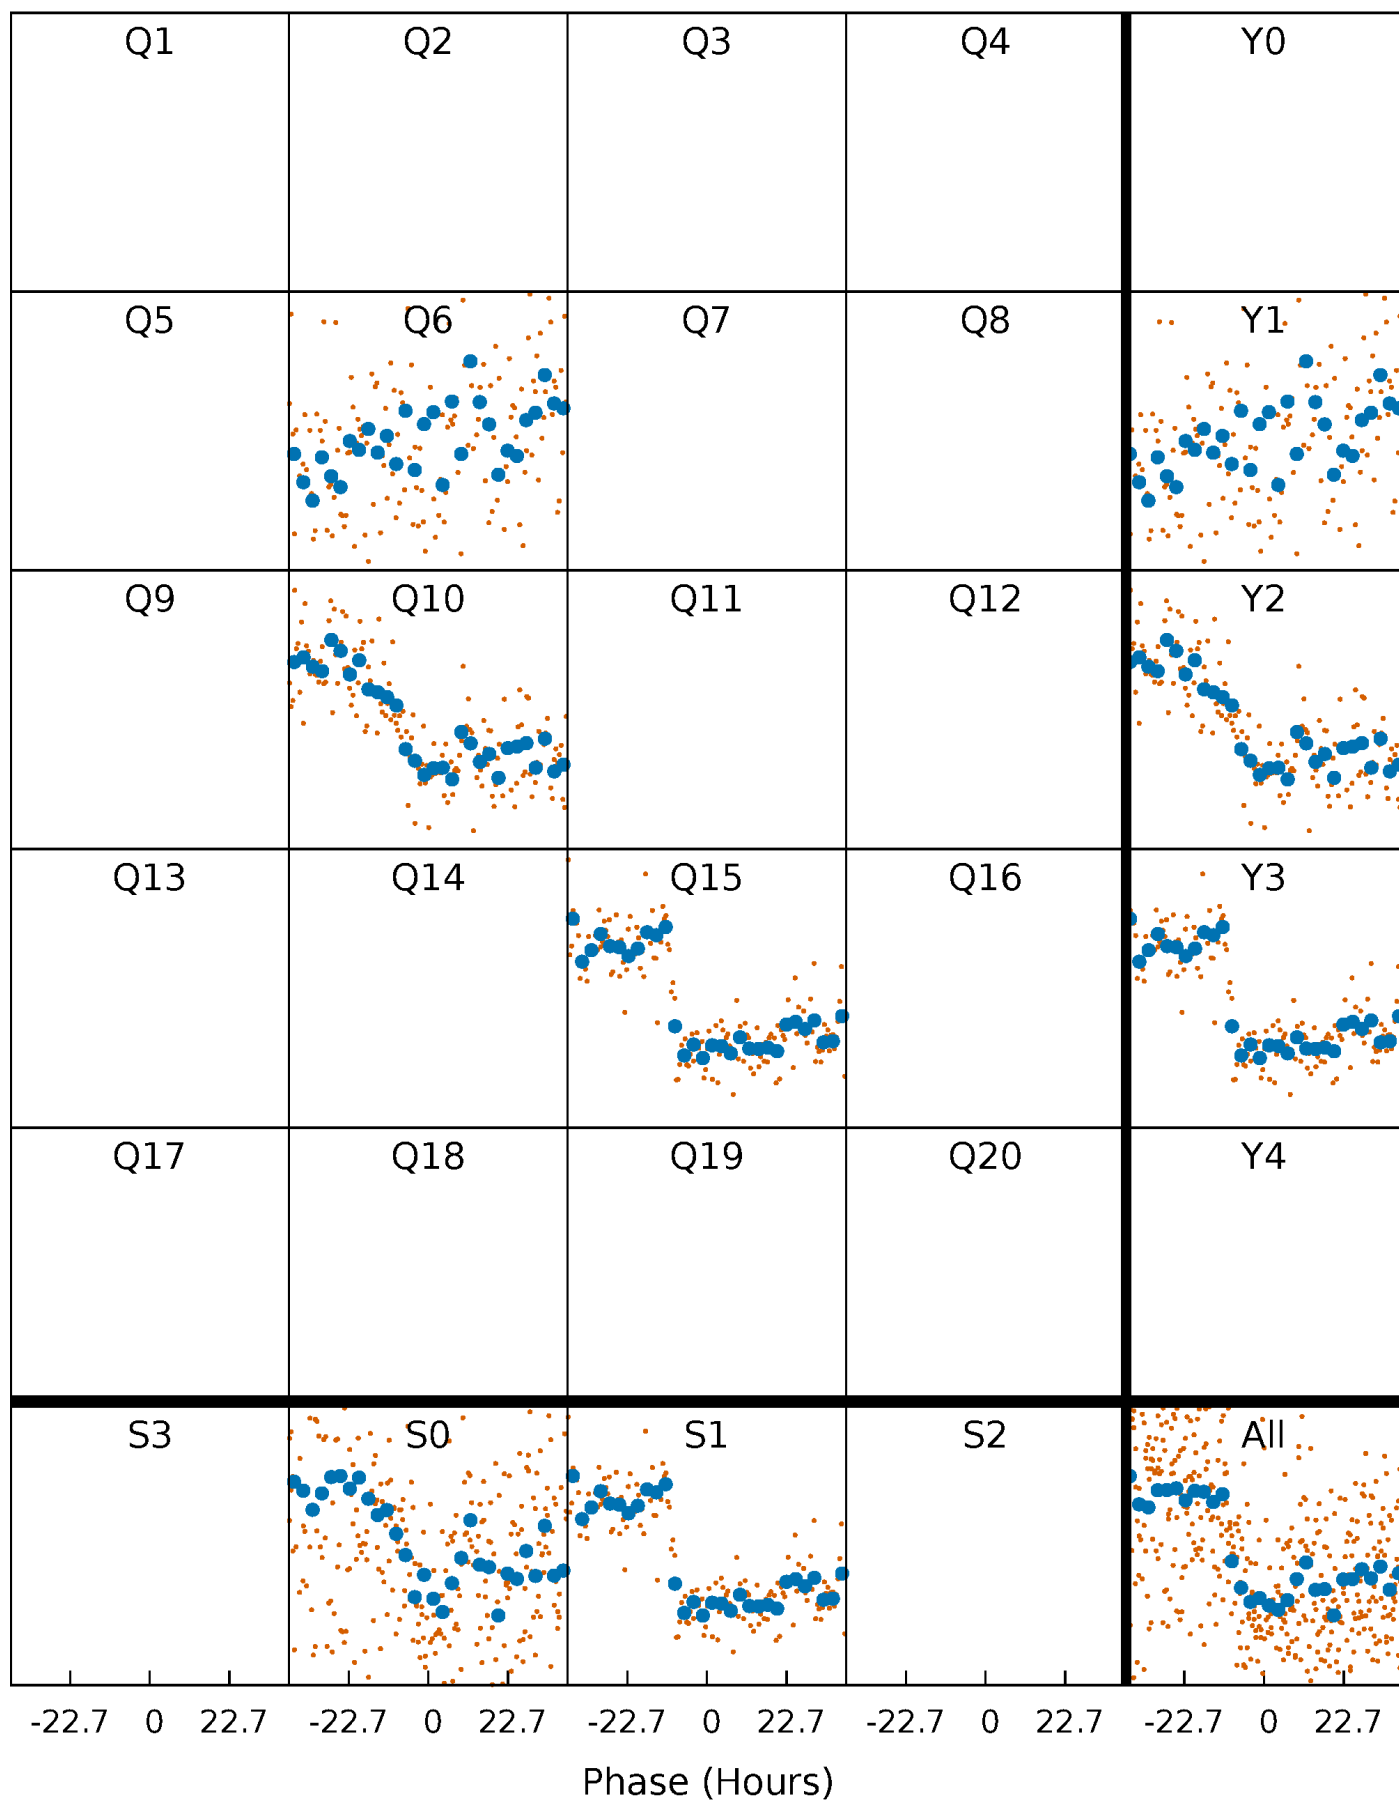 Q1 Q2 Q3 Q4 Y0
Q5 Q6 Q7 Q8 Y1
Q9 Q10 Q11 Q12 Y2
Q13 Q14 Q15 Q16 Y3
Q17 Q18 Q19 Q20 Y4
S3 S0 S1 S2 All
-22.7 0 22.7 -22.7 0 22.7 -22.7 0 22.7 -22.7 0 22.7 -22.7 0 22.7
Phase (Hours)